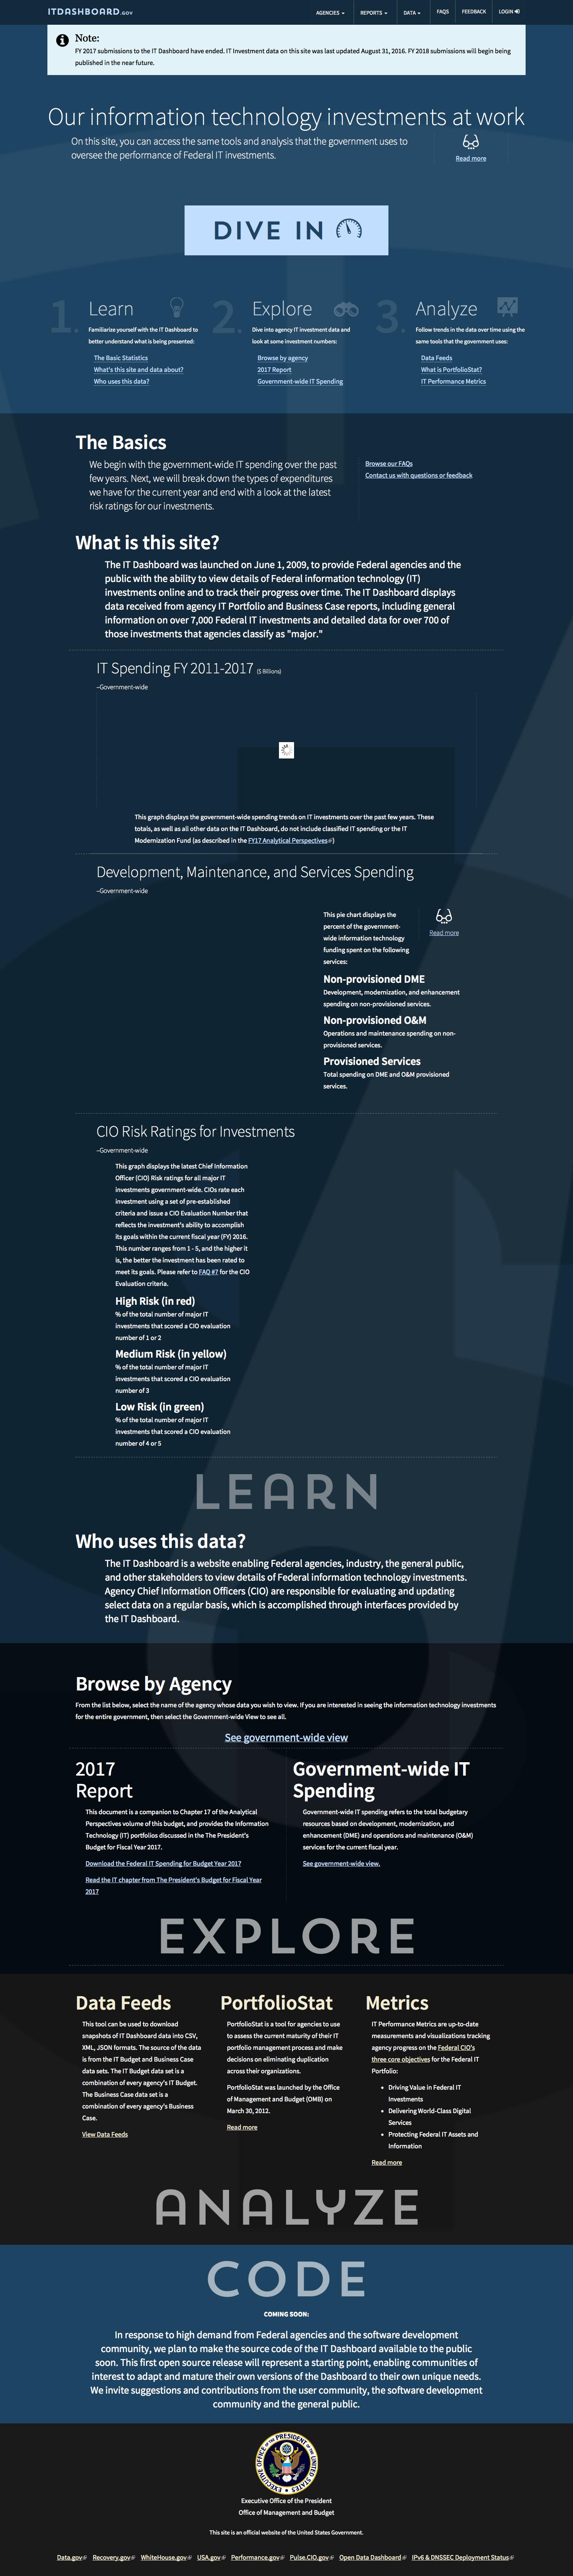 ITDASHBOARD.GOV
AGENCIES REPORTS DATA FAQS FEEDBACK LOGIN
Note:
FY 2017 submissions to the IT Dashboard have ended. IT Investment data on this site was last updated August 31, 2016. FY 2018 submissions will begin being
published in the near future.
Our information technology investments at work
On this site, you can access the same tools and analysis that the government uses to
oversee the performance of Federal IT investments.
Read more
DIVE IN
1. Learn
Familiarize yourself with the IT Dashboard to
better understand what is being presented:
The Basic Statistics
What's this site and data about?
Who uses this data?
2. Explore
Dive into agency IT investment data and
look at some investment numbers:
Browse by agency
2017 Report
Government-wide IT Spending
3. Analyze
Follow trends in the data over time using the
same tools that the government uses:
Data Feeds
What is PortfolioStat?
IT Performance Metrics
The Basics
We begin with the government-wide IT spending over the past
few years. Next, we will break down the types of expenditures
we have for the current year and end with a look at the latest
risk ratings for our investments.
Browse our FAQs
Contact us with questions or feedback
What is this site?
The IT Dashboard was launched on June 1, 2009, to provide Federal agencies and the
public with the ability to view details of Federal information technology (IT)
investments online and to track their progress over time. The IT Dashboard displays
data received from agency IT Portfolio and Business Case reports, including general
information on over 7,000 Federal IT investments and detailed data for over 700 of
those investments that agencies classify as "major."
IT Spending FY 2011-2017 ($ Billions)
–Government-wide
This graph displays the government-wide spending trends on IT investments over the past few years. These
totals, as well as all other data on the IT Dashboard, do not include classified IT spending or the IT
Modernization Fund (as described in the FY17 Analytical Perspectives)
Development, Maintenance, and Services Spending
–Government-wide
This pie chart displays the
percent of the government-
wide information technology
funding spent on the following
services:
Read more
Non-provisioned DME
Development, modernization, and enhancement
spending on non-provisioned services.
Non-provisioned O&M
Operations and maintenance spending on non-
provisioned services.
Provisioned Services
Total spending on DME and O&M provisioned
services.
CIO Risk Ratings for Investments
–Government-wide
This graph displays the latest Chief Information
Officer (CIO) Risk ratings for all major IT
investments government-wide. CIOs rate each
investment using a set of pre-established
criteria and issue a CIO Evaluation Number that
reflects the investment's ability to accomplish
its goals within the current fiscal year (FY) 2016.
This number ranges from 1 - 5, and the higher it
is, the better the investment has been rated to
meet its goals. Please refer to FAQ #7 for the CIO
Evaluation criteria.
High Risk (in red)
% of the total number of major IT
investments that scored a CIO evaluation
number of 1 or 2
Medium Risk (in yellow)
% of the total number of major IT
investments that scored a CIO evaluation
number of 3
Low Risk (in green)
% of the total number of major IT
investments that scored a CIO evaluation
number of 4 or 5
LEARN
Who uses this data?
The IT Dashboard is a website enabling Federal agencies, industry, the general public,
and other stakeholders to view details of Federal information technology investments.
Agency Chief Information Officers (CIO) are responsible for evaluating and updating
select data on a regular basis, which is accomplished through interfaces provided by
the IT Dashboard.
Browse by Agency
From the list below, select the name of the agency whose data you wish to view. If you are interested in seeing the information technology investments
for the entire government, then select the Government-wide View to see all.
See government-wide view
2017
Report
This document is a companion to Chapter 17 of the Analytical
Perspectives volume of this budget, and provides the Information
Technology (IT) portfolios discussed in the The President's
Budget for Fiscal Year 2017.
Download the Federal IT Spending for Budget Year 2017
Read the IT chapter from The President's Budget for Fiscal Year
2017
Government-wide IT
Spending
Government-wide IT spending refers to the total budgetary
resources based on development, modernization, and
enhancement (DME) and operations and maintenance (O&M)
services for the current fiscal year.
See government-wide view.
EXPLORE
Data Feeds
This tool can be used to download
snapshots of IT Dashboard data into CSV,
XML, JSON formats. The source of the data
is from the IT Budget and Business Case
data sets. The IT Budget data set is a
combination of every agency's IT Budget.
The Business Case data set is a
combination of every agency's Business
Case.
View Data Feeds
PortfolioStat
PortfolioStat is a tool for agencies to use
to assess the current maturity of their IT
portfolio management process and make
decisions on eliminating duplication
across their organizations.
PortfolioStat was launched by the Office
of Management and Budget (OMB) on
March 30, 2012.
Read more
Metrics
IT Performance Metrics are up-to-date
measurements and visualizations tracking
agency progress on the Federal CIO's
three core objectives for the Federal IT
Portfolio:
• Driving Value in Federal IT
Investments
• Delivering World-Class Digital
Services
• Protecting Federal IT Assets and
Information
Read more
ANALYZE
CODE
COMING SOON:
In response to high demand from Federal agencies and the software development
community, we plan to make the source code of the IT Dashboard available to the public
soon. This first open source release will represent a starting point, enabling communities of
interest to adapt and mature their own versions of the Dashboard to their own unique needs.
We invite suggestions and contributions from the user community, the software development
community and the general public.
EXECUTIVE OFFICE OF THE PRESIDENT OF THE UNITED STATES
Executive Office of the President
Office of Management and Budget
This site is an official website of the United States Government.
Data.gov Recovery.gov WhiteHouse.gov USA.gov Performance.gov Pulse.CIO.gov Open Data Dashboard IPv6 & DNSSEC Deployment Status